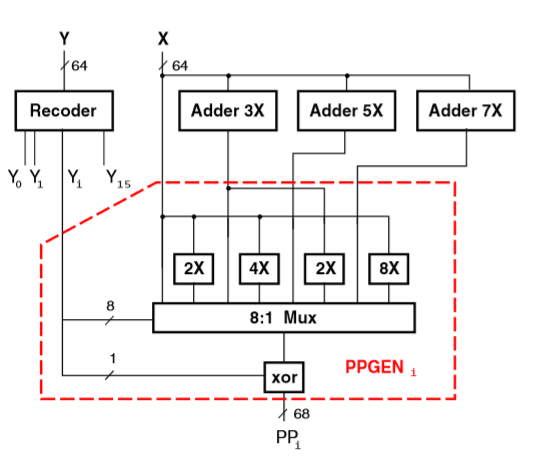 Y X
64 64
Recoder Adder 3X Adder 5X Adder 7X
Y0 Y1 Yi Y15
2X 4X 2X 8X
8 8:1 Mux
1 xor PPGEN i
68
PPi